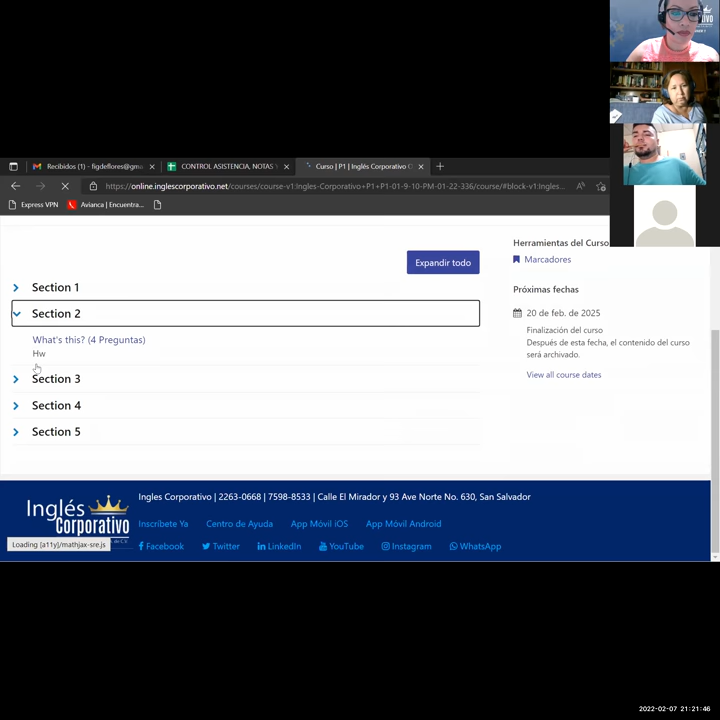 Recibidos (1) - figdeflores@gma
CONTROL ASISTENCIA, NOTAS
Curso | P1 | Inglés Corporativo
https://online.inglescorporativo.net/courses/course-v1:Ingles-Corporativo+P1+P1-01-9-10-PM-01-22-336/course/#block-v1:Ingles...
Express VPN
Avianca | Encuentra...
Expandir todo
Herramientas del Curso
Marcadores
Section 1
Próximas fechas
Section 2
20 de feb. de 2025
Finalización del curso
What's this? (4 Preguntas)
Después de esta fecha, el contenido del curso
Hw
será archivado.
View all course dates
Section 3
Section 4
Section 5
Inglés
Corporativo
Ingles Corporativo | 2263-0668 | 7598-8533 | Calle El Mirador y 93 Ave Norte No. 630, San Salvador
Inscríbete Ya
Centro de Ayuda
App Móvil iOS
App Móvil Android
Loading [a11y]/mathjax-sre.js
Facebook
Twitter
LinkedIn
YouTube
Instagram
WhatsApp
2022-02-07 21:21:46